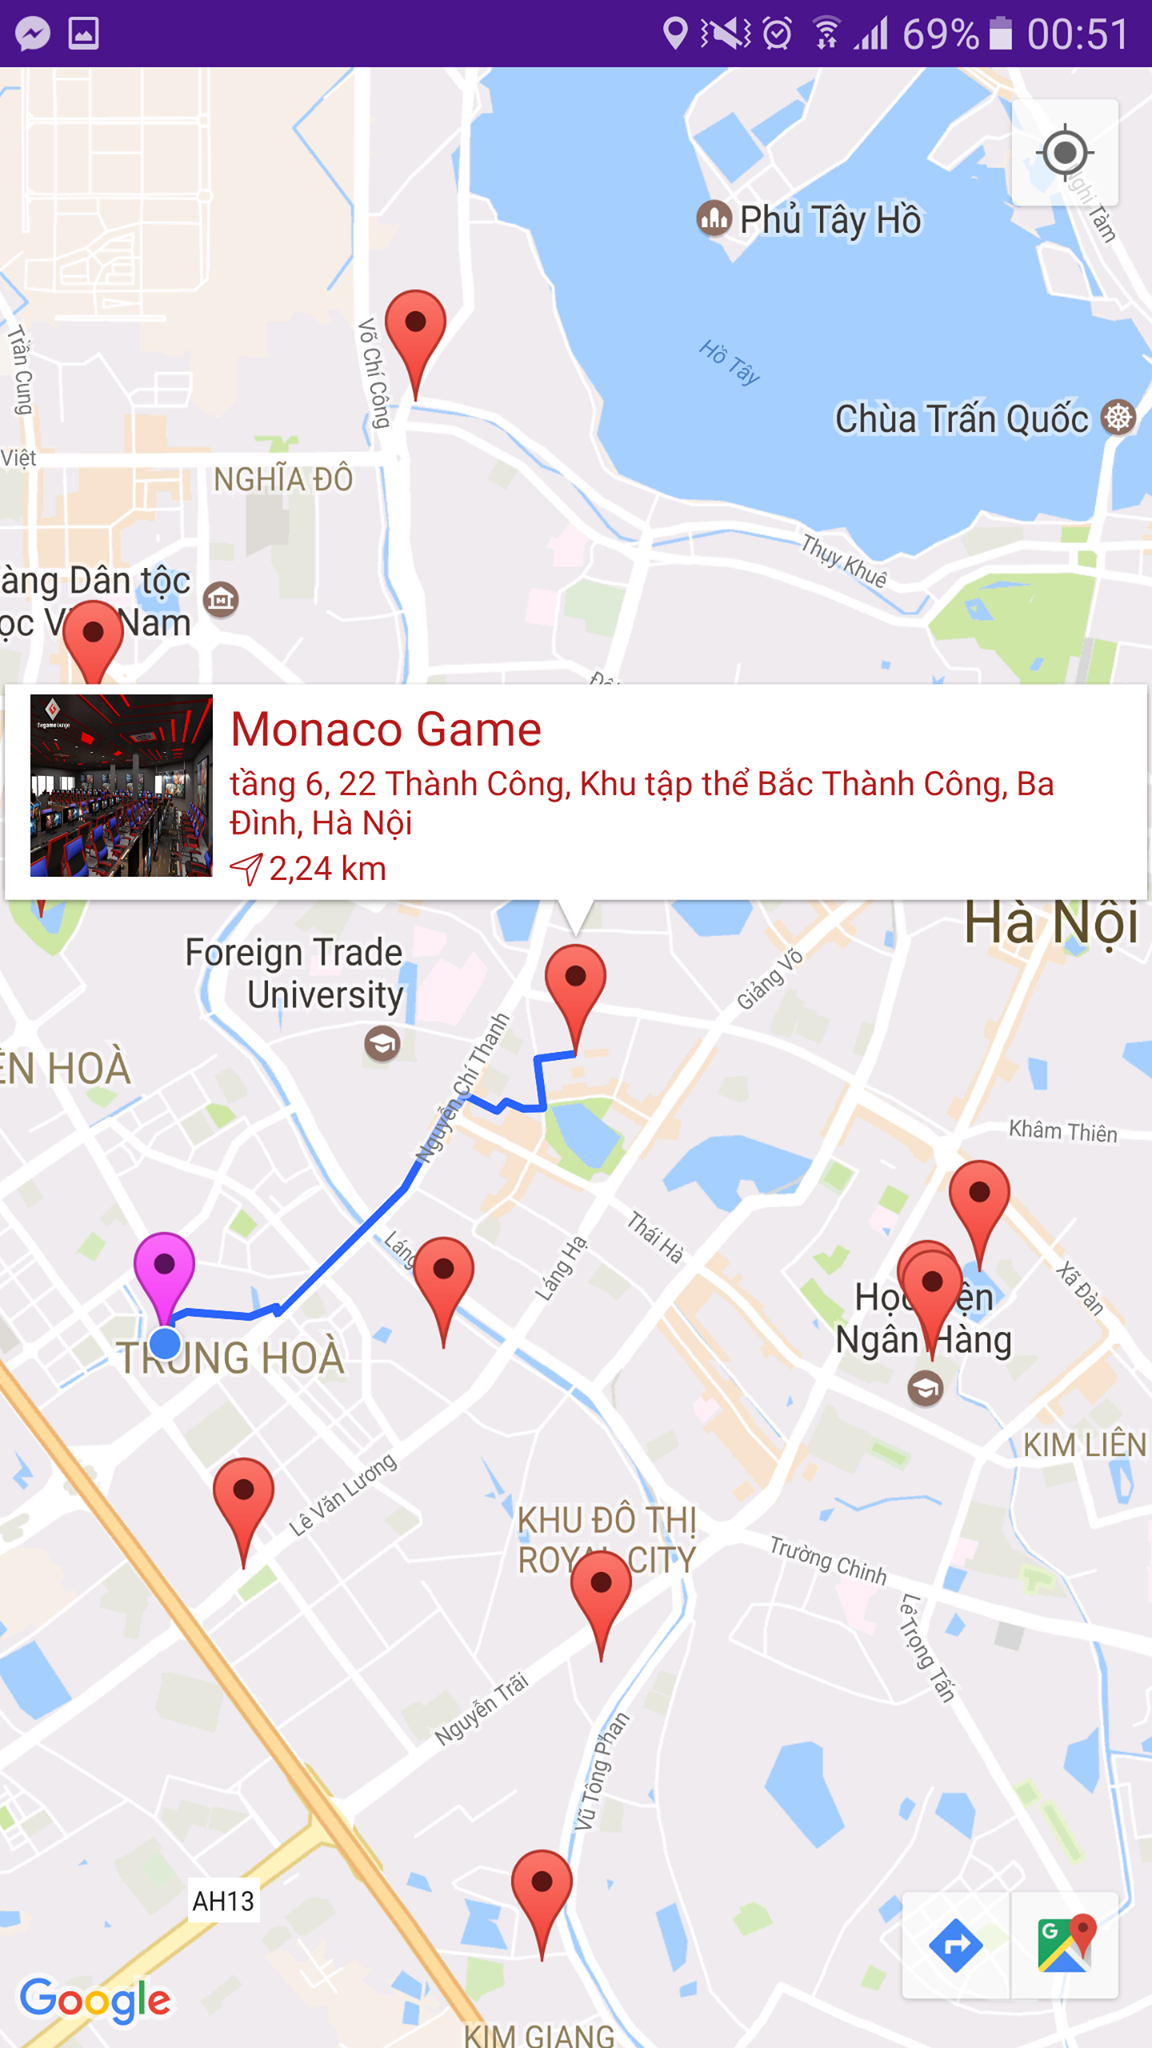 69% 00:51
Nghi Tàm
Phủ Tây Hồ
Trần Cung
Võ Chí Công
Hồ Tây
Chùa Trấn Quốc
Việt
NGHĨA ĐÔ
Thụy Khuê
àng Dân tộc
ọc V Nam
Monaco Game
tầng 6, 22 Thành Công, Khu tập thể Bắc Thành Công, Ba
Đình, Hà Nội
2,24 km
Hà Nội
Foreign Trade
University
Giảng Võ
Nguyễn Chí Thanh
ÊN HOÀ
Khâm Thiên
Thái Hà
Láng
Láng Hạ
Xã Đàn
Học ện
Ngân Hàng
TRUNG HOÀ
KIM LIÊN
Lê Văn Lương
KHU ĐÔ THỊ
ROYAL CITY
Trường Chinh
Lê Trọng Tấn
Nguyễn Trãi
Vũ Tông Phan
AH13
G
Google
KIM GIANG